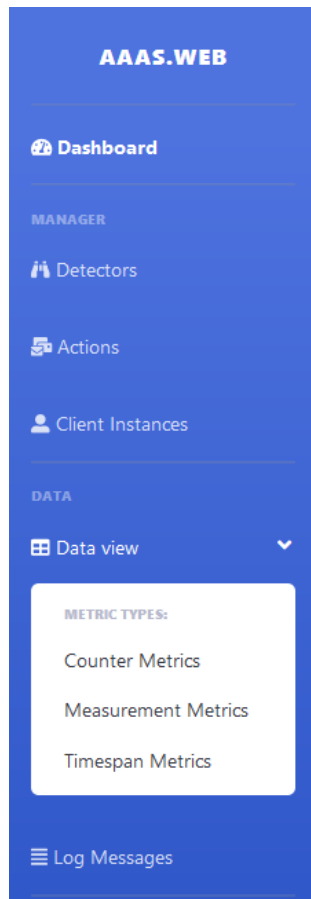 AAAS.WEB
Dashboard
MANAGER
Detectors
Actions
Client Instances
DATA
Data view
METRIC TYPES:
Counter Metrics
Measurement Metrics
Timespan Metrics
Log Messages